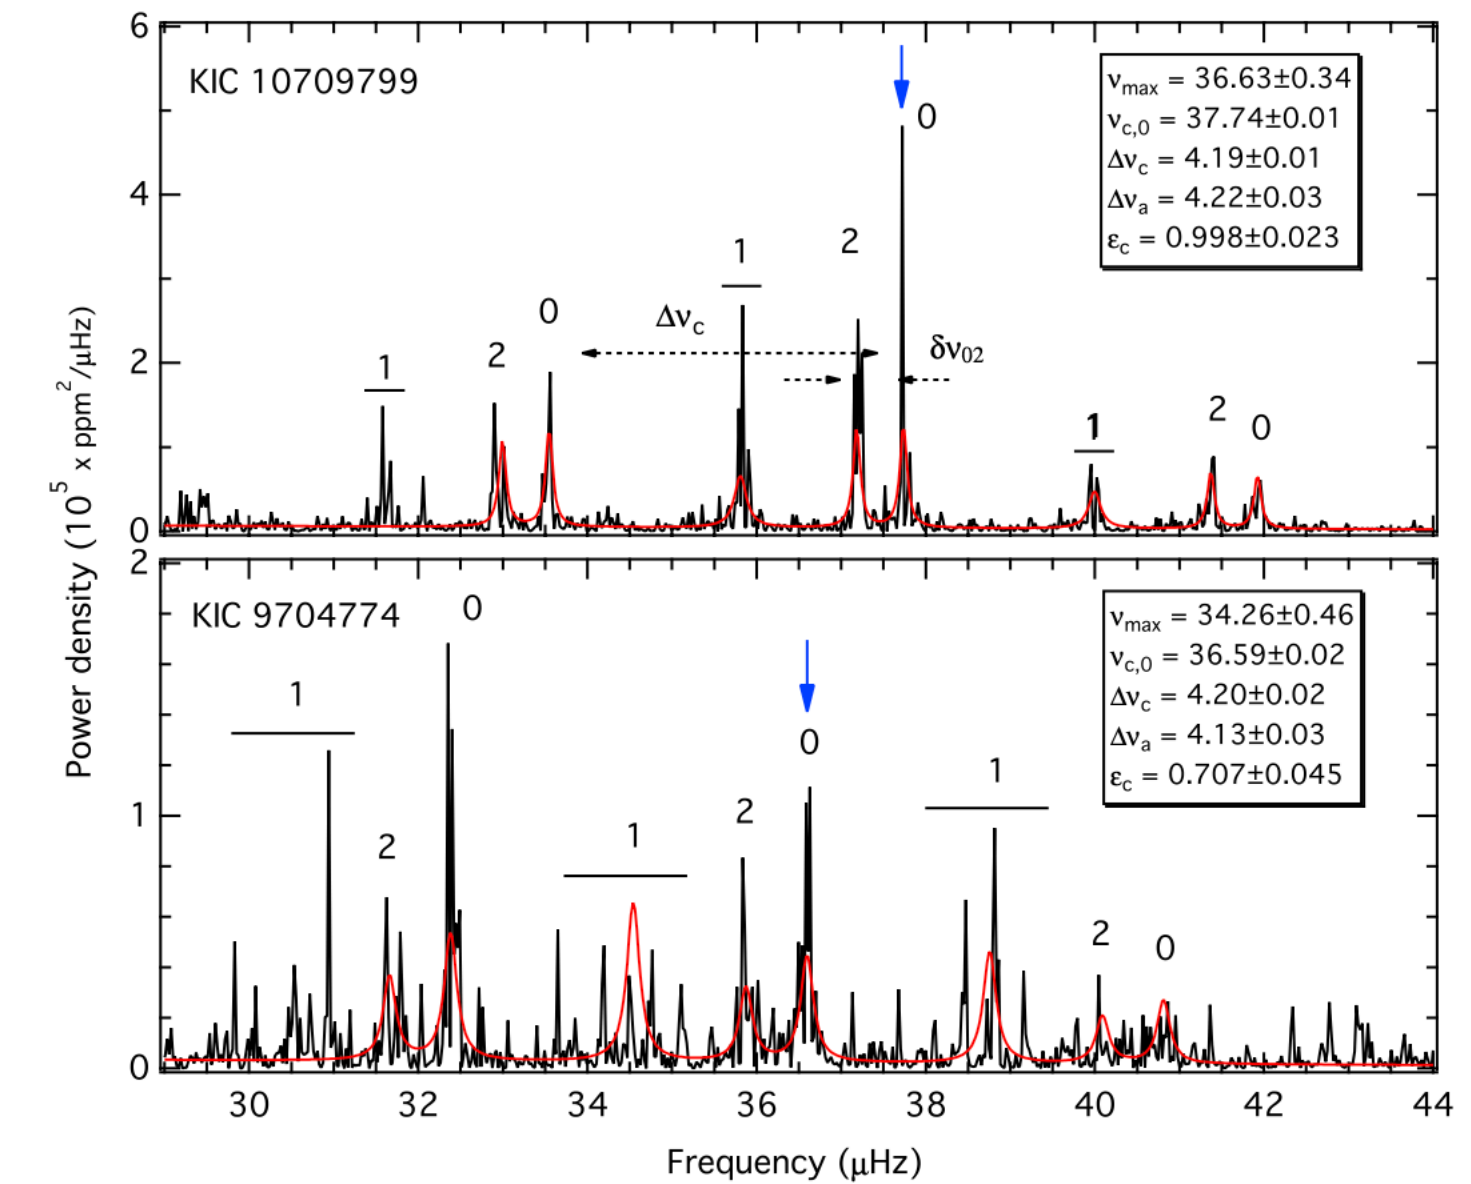 6
KIC 10709799
0
νmax = 36.63±0.34
νc,0 = 37.74±0.01
Δνc = 4.19±0.01
Δνa = 4.22±0.03
εc = 0.998±0.023
4
1
2
0
Δνc
1
2
0
δν02
2
1
2
0
1
0
2
KIC 9704774
0
νmax = 34.26±0.46
νc,0 = 36.59±0.02
Δνc = 4.20±0.02
Δνa = 4.13±0.03
εc = 0.707±0.045
1
0
1
2
1
2
1
2
0
0
30 32 34 36 38 40 42 44
Frequency (μHz)
Power density (10⁵ x ppm²/μHz)